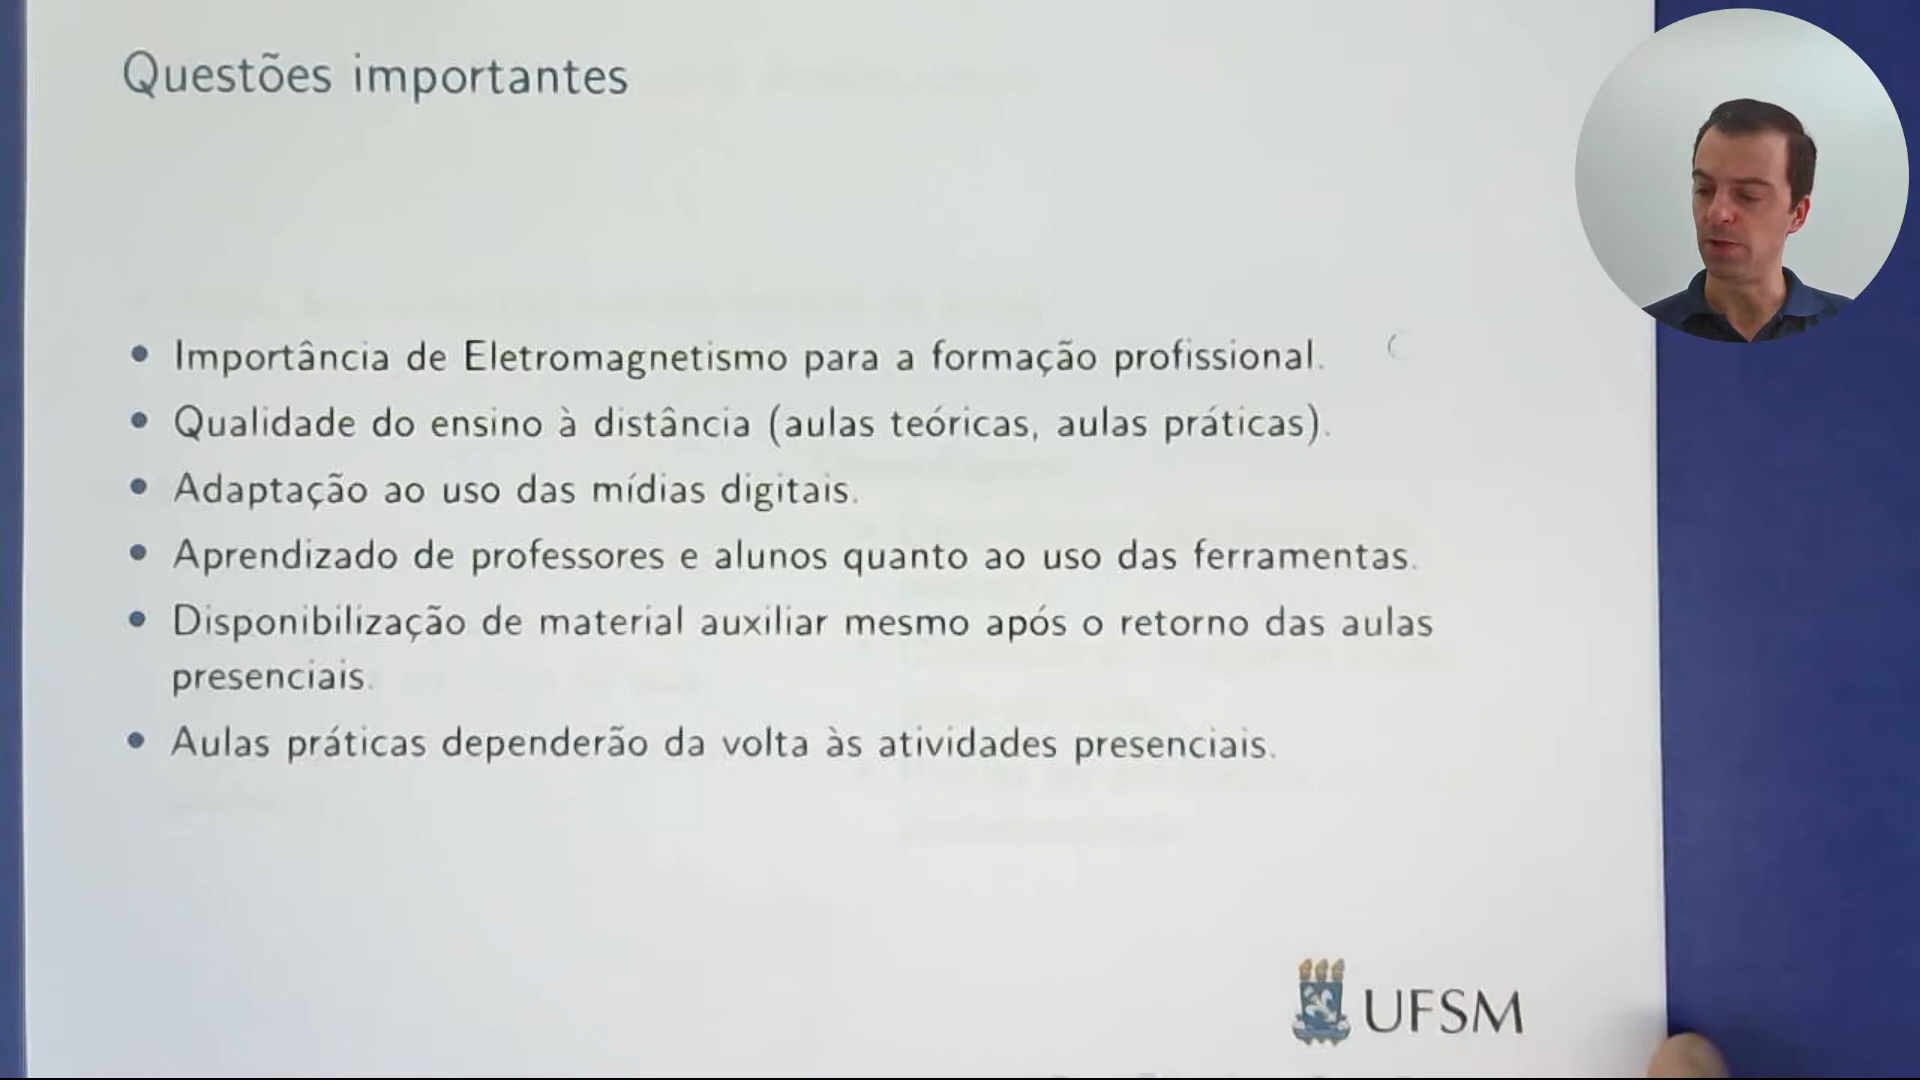 Questões importantes
• Importância de Eletromagnetismo para a formação profissional.
• Qualidade do ensino à distância (aulas teóricas, aulas práticas).
• Adaptação ao uso das mídias digitais.
• Aprendizado de professores e alunos quanto ao uso das ferramentas.
• Disponibilização de material auxiliar mesmo após o retorno das aulas
presenciais.
• Aulas práticas dependerão da volta às atividades presenciais.
UFSM